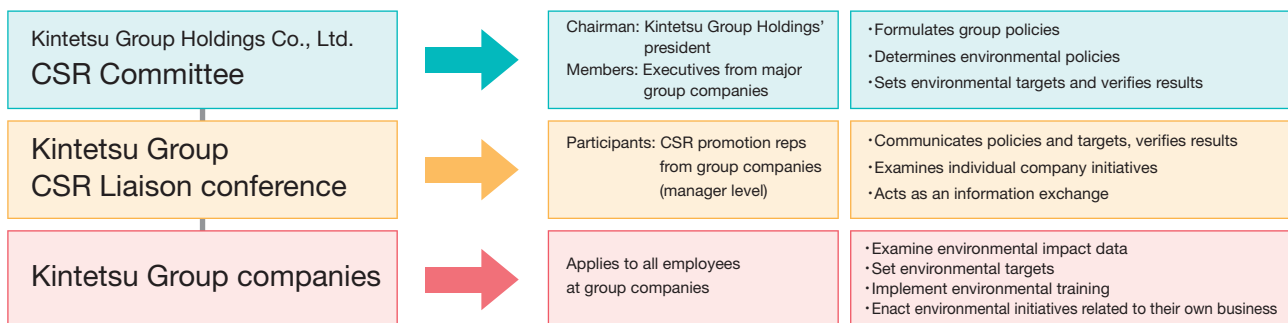 Kintetsu Group Holdings Co., Ltd.
CSR Committee
Chairman: Kintetsu Group Holdings'
president
Members: Executives from major
group companies
・Formulates group policies
・Determines environmental policies
・Sets environmental targets and verifies results
Kintetsu Group
CSR Liaison conference
Participants: CSR promotion reps
from group companies
(manager level)
・Communicates policies and targets, verifies results
・Examines individual company initiatives
・Acts as an information exchange
Kintetsu Group companies
Applies to all employees
at group companies
・Examine environmental impact data
・Set environmental targets
・Implement environmental training
・Enact environmental initiatives related to their own business